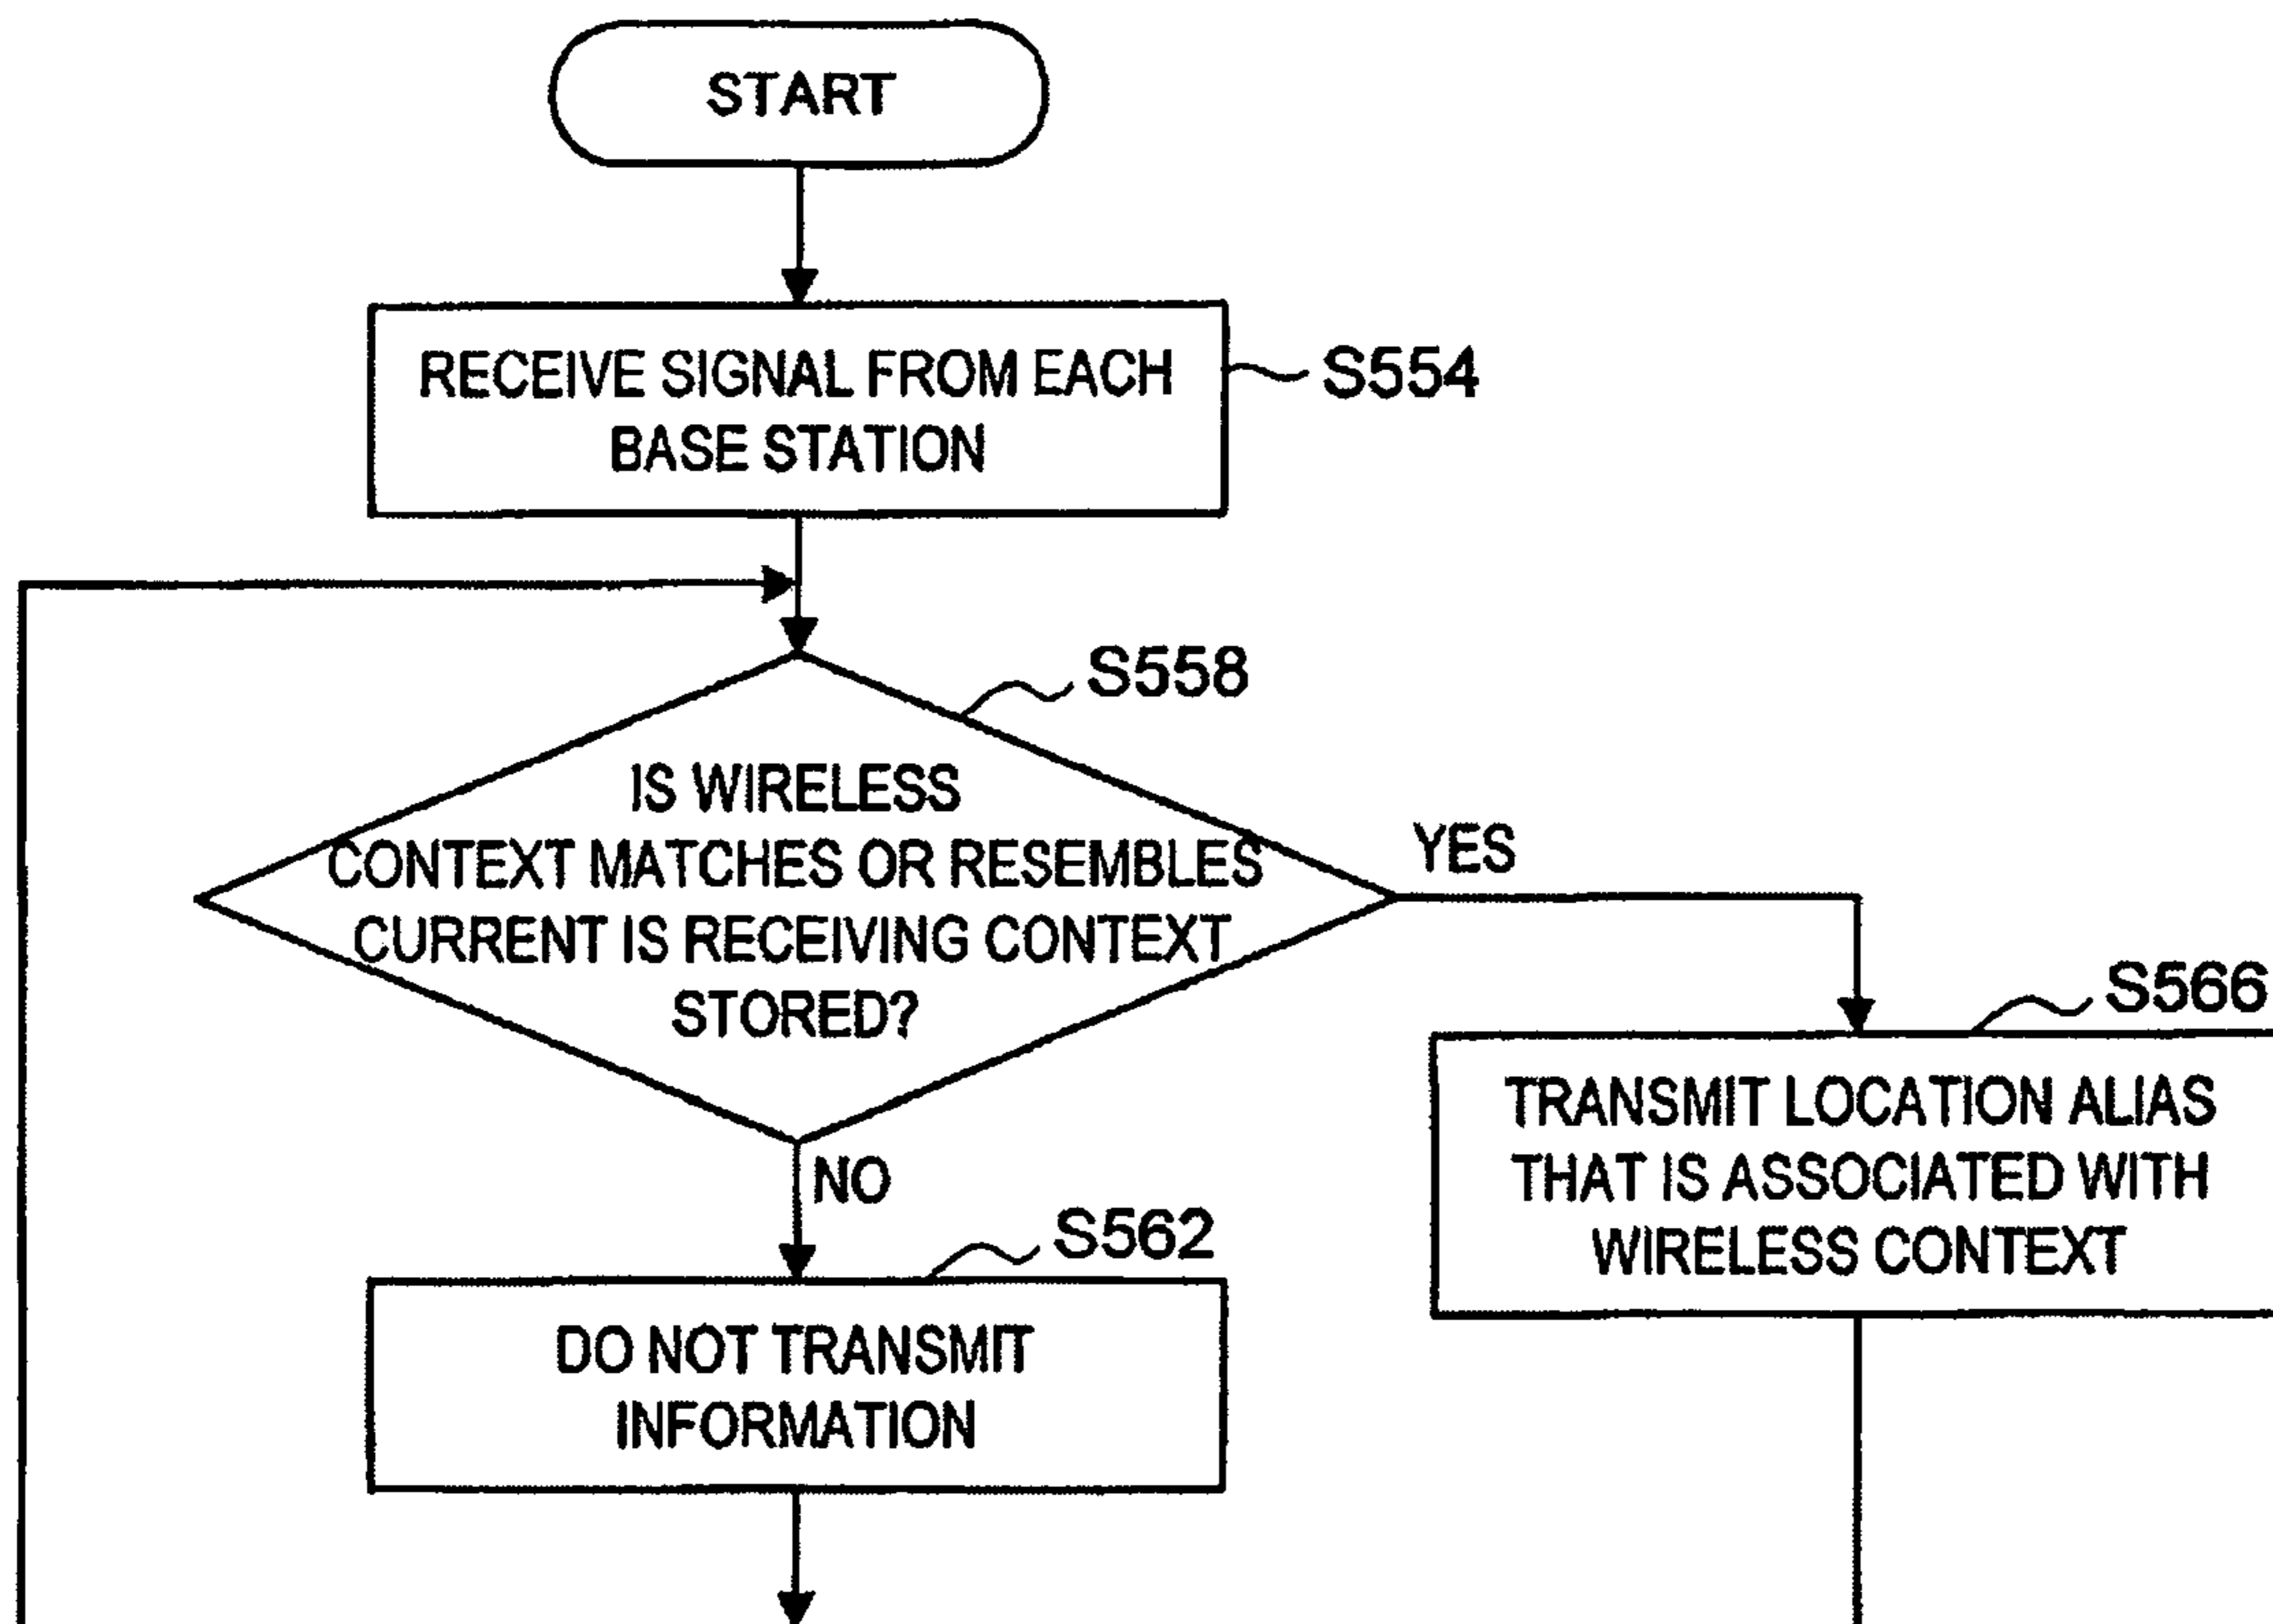 START
RECEIVE SIGNAL FROM EACH
BASE STATION
S554
S558
IS WIRELESS
CONTEXT MATCHES OR RESEMBLES
CURRENT IS RECEIVING CONTEXT
STORED?
YES
NO
S566
TRANSMIT LOCATION ALIAS
THAT IS ASSOCIATED WITH
WIRELESS CONTEXT
S562
DO NOT TRANSMIT
INFORMATION